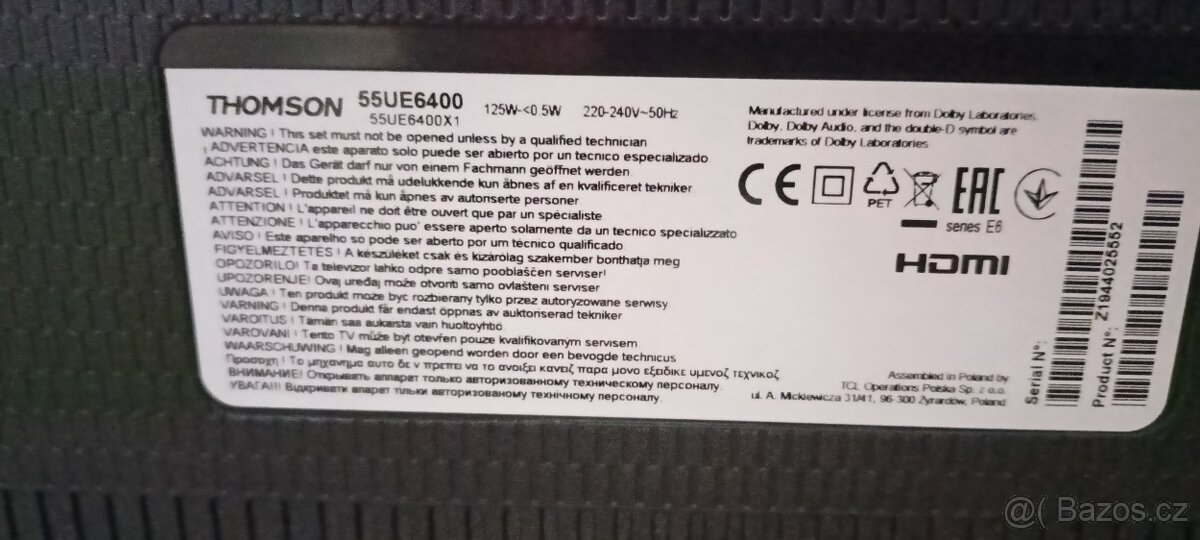 THOMSON 55UE6400 125W-<0.5W 220-240V~50Hz
55UE6400X1
WARNING ! This set must not be opened unless by a qualified technician
¡ ADVERTENCIA este aparato solo puede ser abierto por un tecnico especializado
ACHTUNG ! Das Gerät darf nur von einem Fachmann geöffnet werden
ADVARSEL ! Dette produkt må udelukkende kun åbnes af en kvalificeret tekniker
ADVARSEL ! Produktet må kun åpnes av autonserte personer
ATTENTION ! L'appareil ne doit être ouvert que par un spécialiste
ATTENZIONE ! L'apparecchio puo' essere aperto solamente da un tecnico specializzato
AVISO ! Este aparelho so pode ser aberto por um técnico qualificado
FIGYELMEZTETÉS ! A készüléket csak és kizárólag szakember bonthatja meg
OPOZORILO! Ta televizor lahko odpre samo pooblaščen serviser!
UPOZORENJE! Ovaj uređaj može otvoriti samo ovlašteni serviser
UWAGA ! Ten produkt może być rozbierany tylko przez autoryzowane serwisy
VARNING ! Denna produkt får endast öppnas av auktoriserad tekniker
VAROITUS ! Tämän saa aukaista vain huoltoyhtiö
VAROVANI ! Tento TV může byt otevřen pouze kvalifikovanym servisem
WAARSCHUWING ! Mag alleen geopend worden door een bevogde technicus
Προσοχη ! Το μηχανημα αυτο δε ν πρεπει να το ανοιξει κανεις παρα μονο εξειδικε υμενος τεχνικος
ВНИМАНИЕ! Открывать аппарат только авторизованному техническому персоналу.
УВАГА!!! Відкривати апарат тільки авторизованому технічному персоналу.
Manufactured under license from Dolby Laboratories.
Dolby, Dolby Audio, and the double-D symbol are
trademarks of Dolby Laboratories
CE PET EAC
series E6
HDMI
Assembled in Poland by
TCL Operations Polska Sp. z o.o.
ul. A. Mickiewicza 31/41, 96-300 Żyrardów, Poland
Serial N°:
Product N°: Z1944025552
@( Bazos.cz